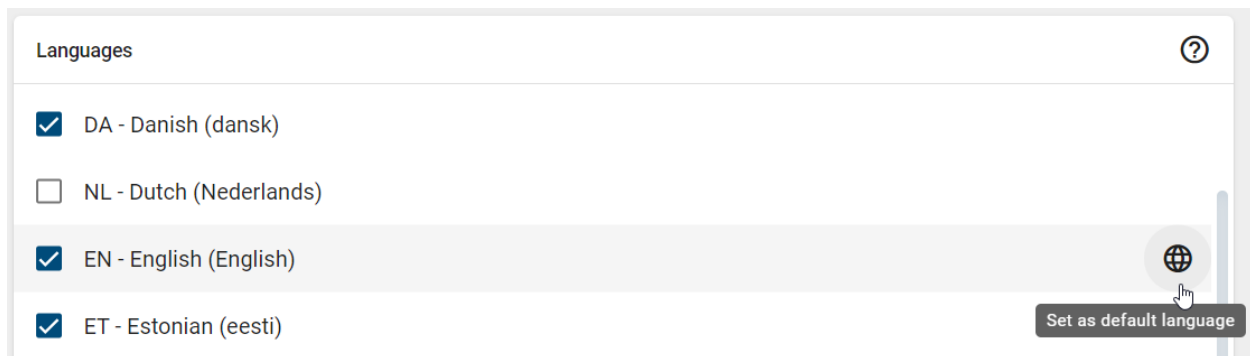 Languages
DA - Danish (dansk)
NL - Dutch (Nederlands)
EN - English (English)
ET - Estonian (eesti)
Set as default language